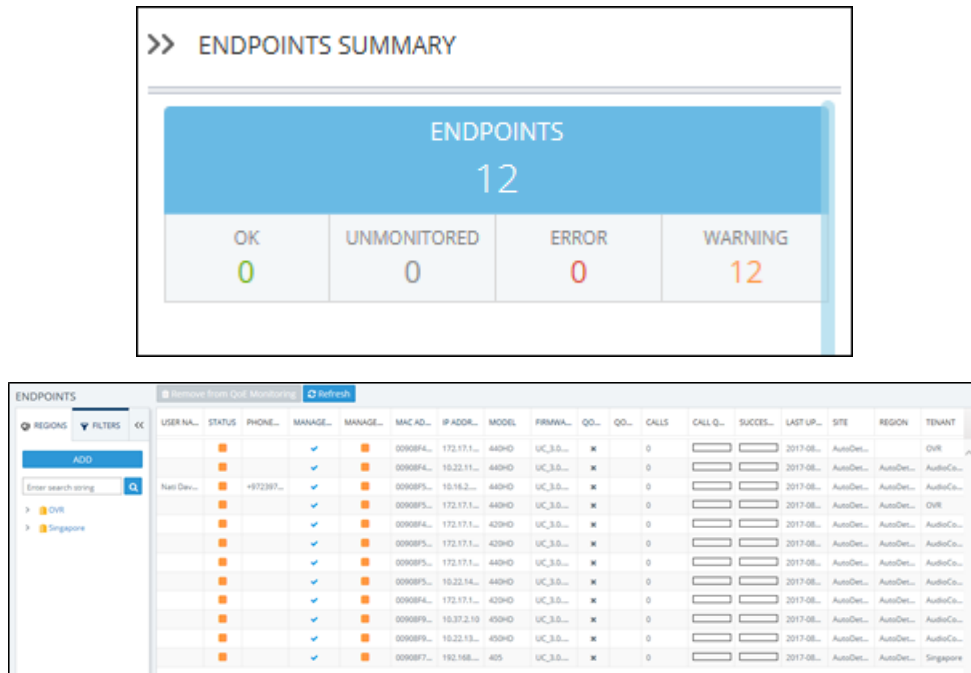 >> ENDPOINTS SUMMARY
ENDPOINTS
12
OK UNMONITORED ERROR WARNING
0 0 0 12
ENDPOINTS Remove from QoE Monitoring Refresh
REGIONS FILTERS << USER NA... STATUS PHONE... MANAGE... MANAGE... MAC AD... IP ADDR... MODEL FIRMWA... QO... QO... CALLS CALL Q... SUCCES... LAST UP... SITE REGION TENANT
ADD
Enter search string
> OVR
> Singapore
00908F4... 172.17.1... 440HD UC_3.0.... 0 2017-08... AutoDet... OVR
00908F4... 10.22.11... 440HD UC_3.0.... 0 2017-08... AutoDet... AutoDet... AudioCo...
Nati Dav... +972397... 00908F5... 10.16.2.... 440HD UC_3.0.... 0 2017-08... AutoDet... AutoDet... AudioCo...
00908F5... 172.17.1... 440HD UC_3.0.... 0 2017-08... AutoDet... AutoDet... OVR
00908F4... 172.17.1... 420HD UC_3.0.... 0 2017-08... AutoDet... AutoDet... AudioCo...
00908F5... 172.17.1... 420HD UC_3.0.... 0 2017-08... AutoDet... AutoDet... AudioCo...
00908F5... 172.17.1... 440HD UC_3.0.... 0 2017-08... AutoDet... AutoDet... AudioCo...
00908F5... 10.22.14... 440HD UC_3.0.... 0 2017-08... AutoDet... AutoDet... AudioCo...
00908F4... 172.17.1... 420HD UC_3.0.... 0 2017-08... AutoDet... AutoDet... AudioCo...
00908F9... 10.37.2.10 450HD UC_3.0.... 0 2017-08... AutoDet... AutoDet... AudioCo...
00908F9... 10.22.13... 450HD UC_3.0.... 0 2017-08... AutoDet... AutoDet... AudioCo...
00908F7... 192.168.... 405 UC_3.0.... 0 2017-08... AutoDet... AutoDet... Singapore